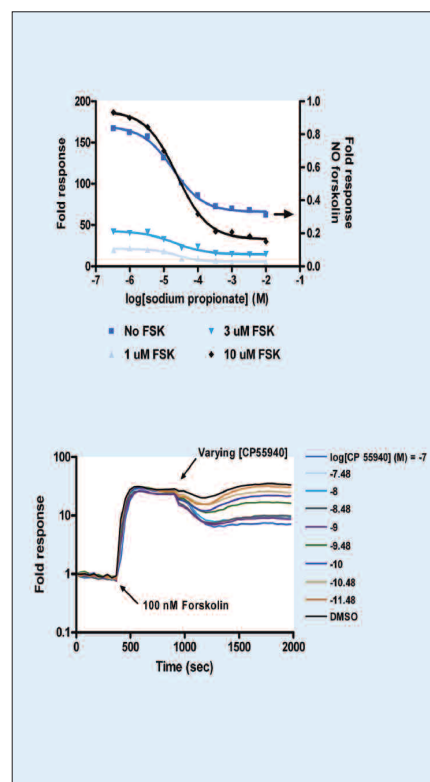 200
150
100
50
0
Fold response
1.0
0.8
0.6
0.4
0.2
0.0
Fold response
NO forskolin
-7 -6 -5 -4 -3 -2 -1
log[sodium propionate] (M)
No FSK
3 uM FSK
1 uM FSK
10 uM FSK
100
10
1
0.1
Fold response
Varying [CP55940]
100 nM Forskolin
0 500 1000 1500 2000
Time (sec)
log[CP 55940] (M) = -7
-7.48
-8
-8.48
-9
-9.48
-10
-10.48
-11.48
DMSO